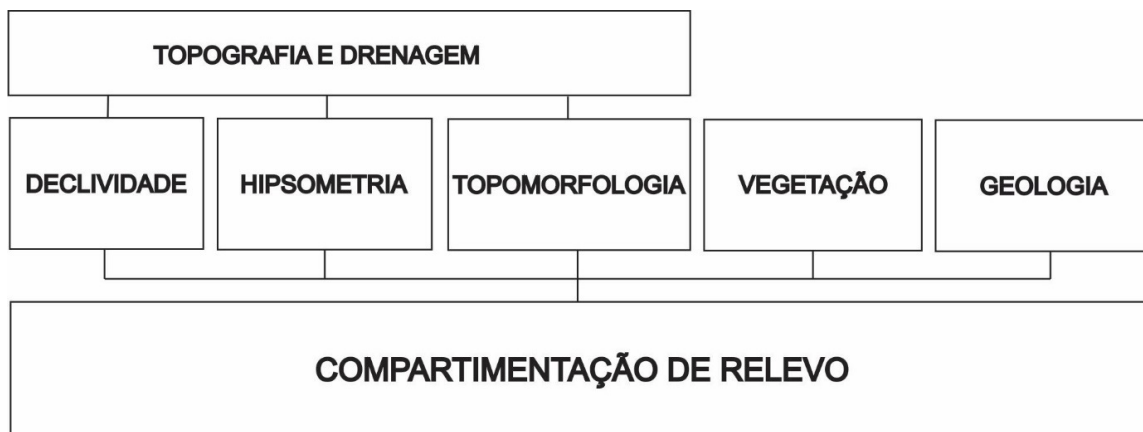 TOPOGRAFIA E DRENAGEM
DECLIVIDADE
HIPSOMETRIA
TOPOMORFOLOGIA
VEGETAÇÃO
GEOLOGIA
COMPARTIMENTAÇÃO DE RELEVO